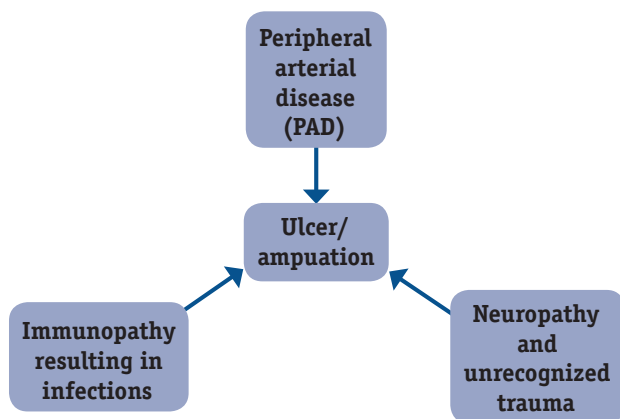 Peripheral
arterial
disease
(PAD)
Ulcer/
ampuation
Immunopathy
resulting in
infections
Neuropathy
and
unrecognized
trauma